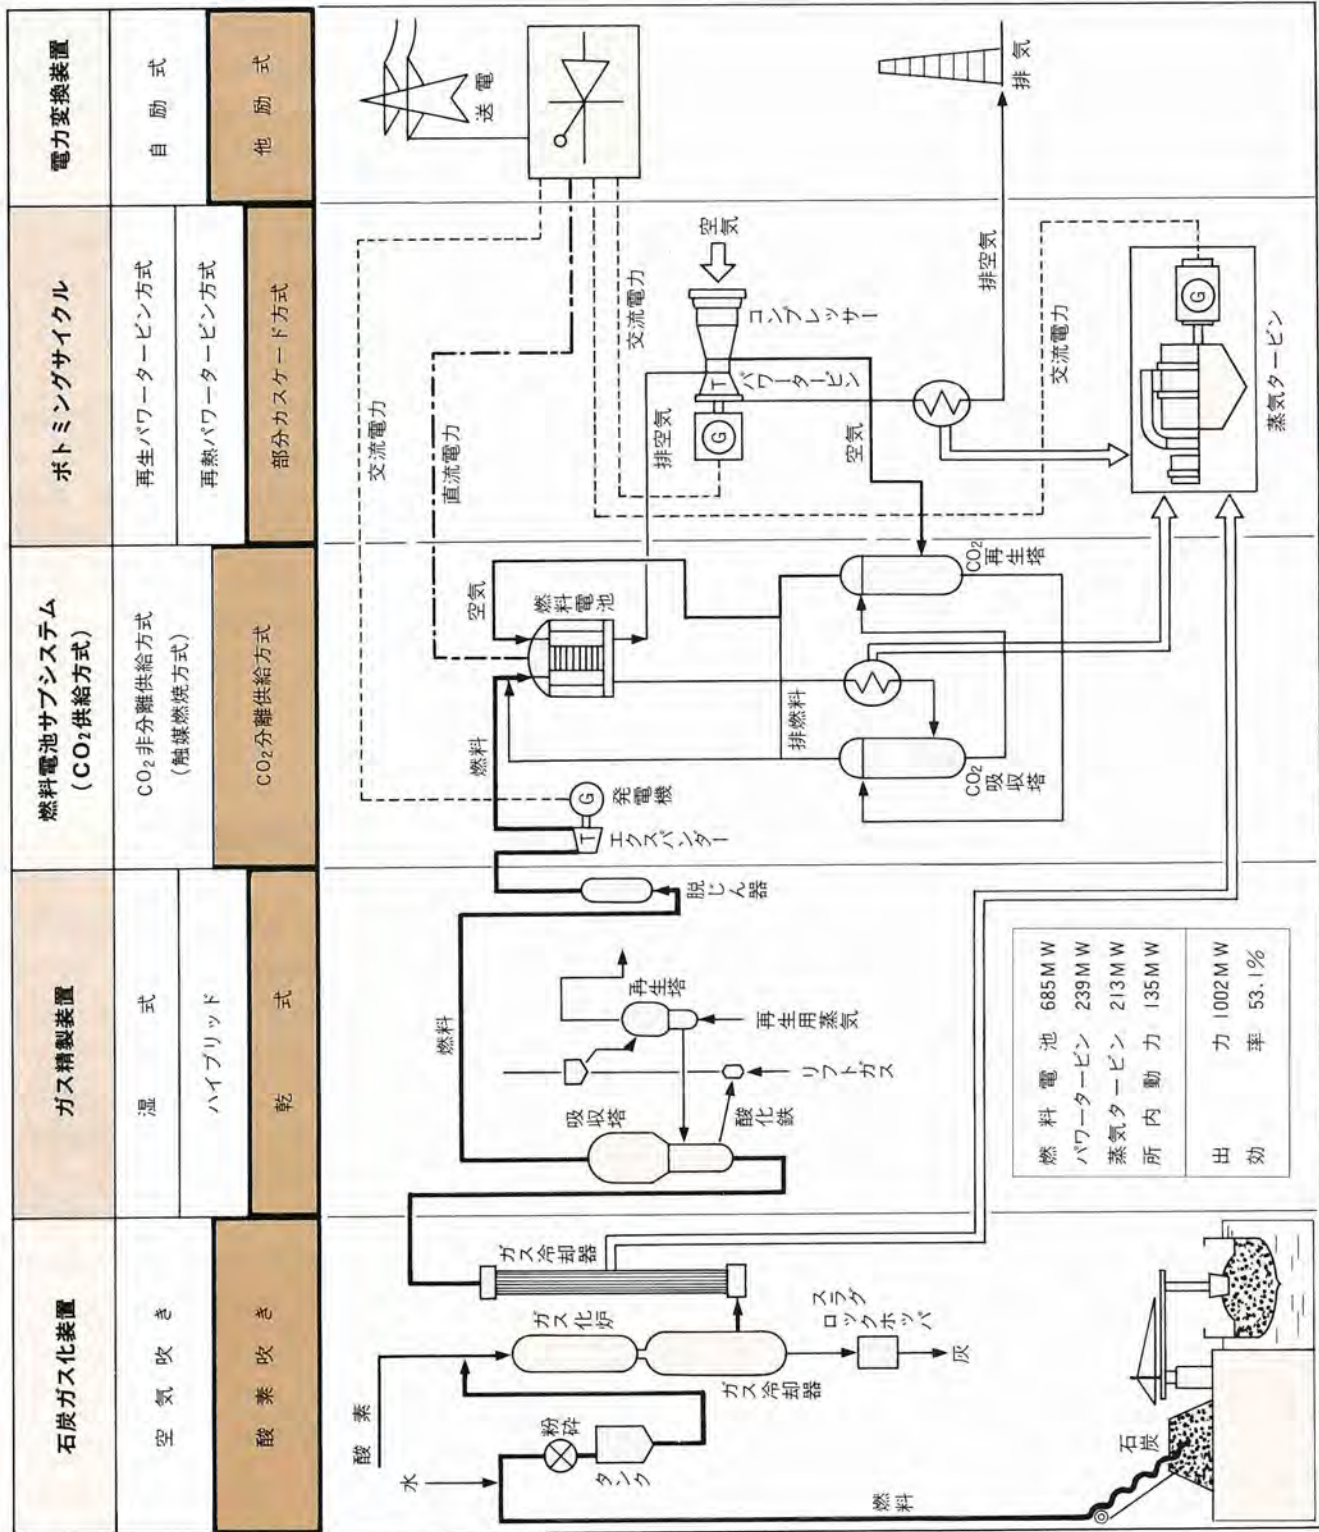 石炭ガス化装置
ガス精製装置
燃料電池サブシステム
(CO₂供給方式)
ボトミングサイクル
電力変換装置
空気吹き
酸素吹き
湿式
ハイブリッド
乾式
CO₂非分離供給方式
(触媒燃焼方式)
CO₂分離供給方式
再生パワータービン方式
再熱パワータービン方式
部分カスケード方式
自励式
他励式
酸素
水
粉砕
タンク
ガス化炉
ガス冷却器
ガス冷却器
スラグ
ロックホッパ
灰
燃料
石炭
燃料
吸収塔
再生塔
再生用蒸気
リフトガス
酸化鉄
脱じん器
燃料
T
エクスパンダー
G
発電機
空気
燃料電池
排燃料
CO₂
吸収塔
CO₂
再生塔
交流電力
直流電力
交流電力
排空気
G
T
パワータービン
コンプレッサー
空気
空気
排空気
交流電力
G
蒸気タービン
送電
排気
燃料電池 685MW
パワータービン 239MW
蒸気タービン 213MW
所内動力 135MW
出力 1002MW
効率 53.1%